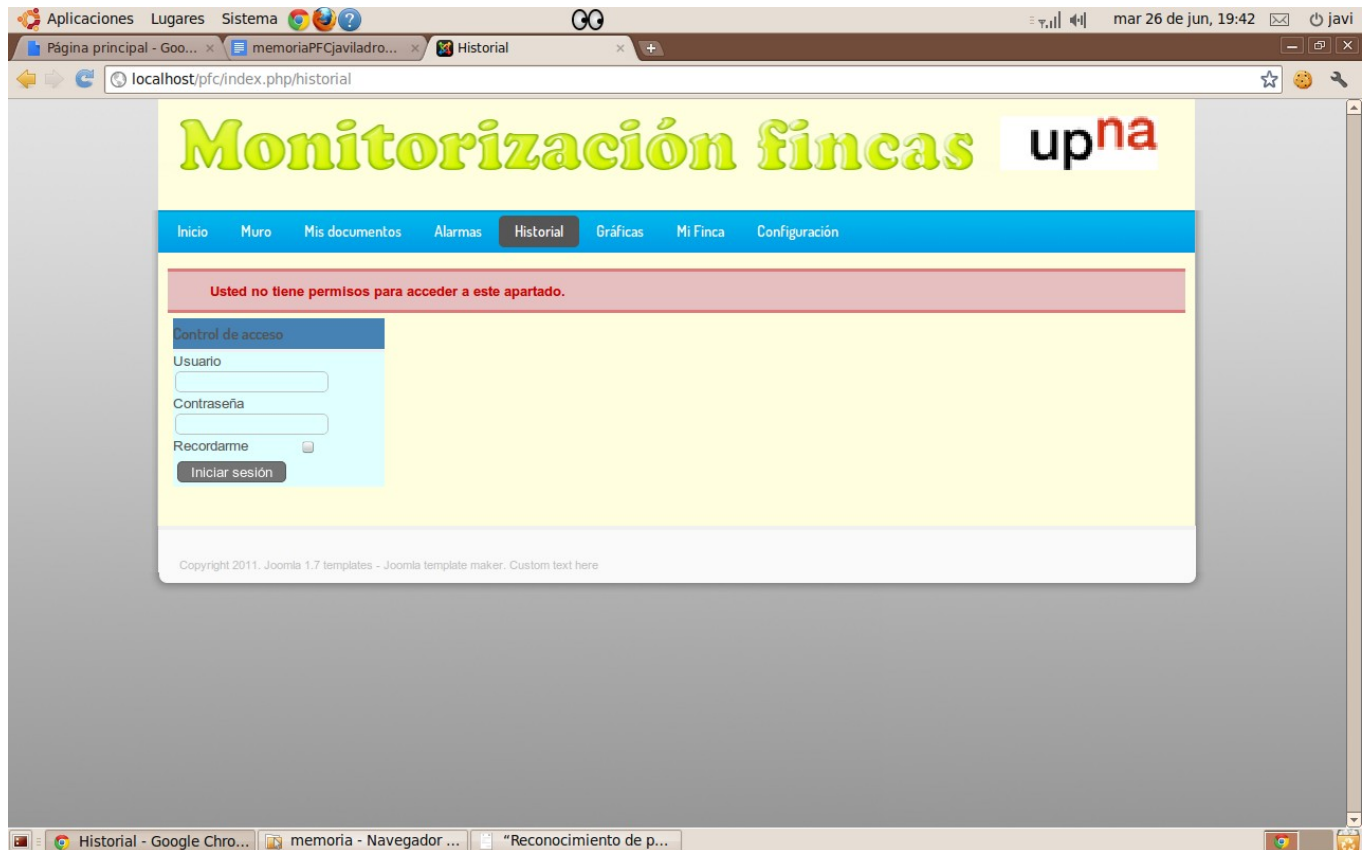 Aplicaciones Lugares Sistema mar 26 de jun, 19:42 javi
Página principal - Goo... memoriaPFCjaviladro... Historial
localhost/pfc/index.php/historial
Monitorización fincas upna
Inicio Muro Mis documentos Alarmas Historial Gráficas Mi Finca Configuración
Usted no tiene permisos para acceder a este apartado.
Control de acceso
Usuario
Contraseña
Recordarme
Iniciar sesión
Copyright 2011. Joomla 1.7 templates - Joomla template maker. Custom text here
Historial - Google Chro... memoria - Navegador ... “Reconocimiento de p...